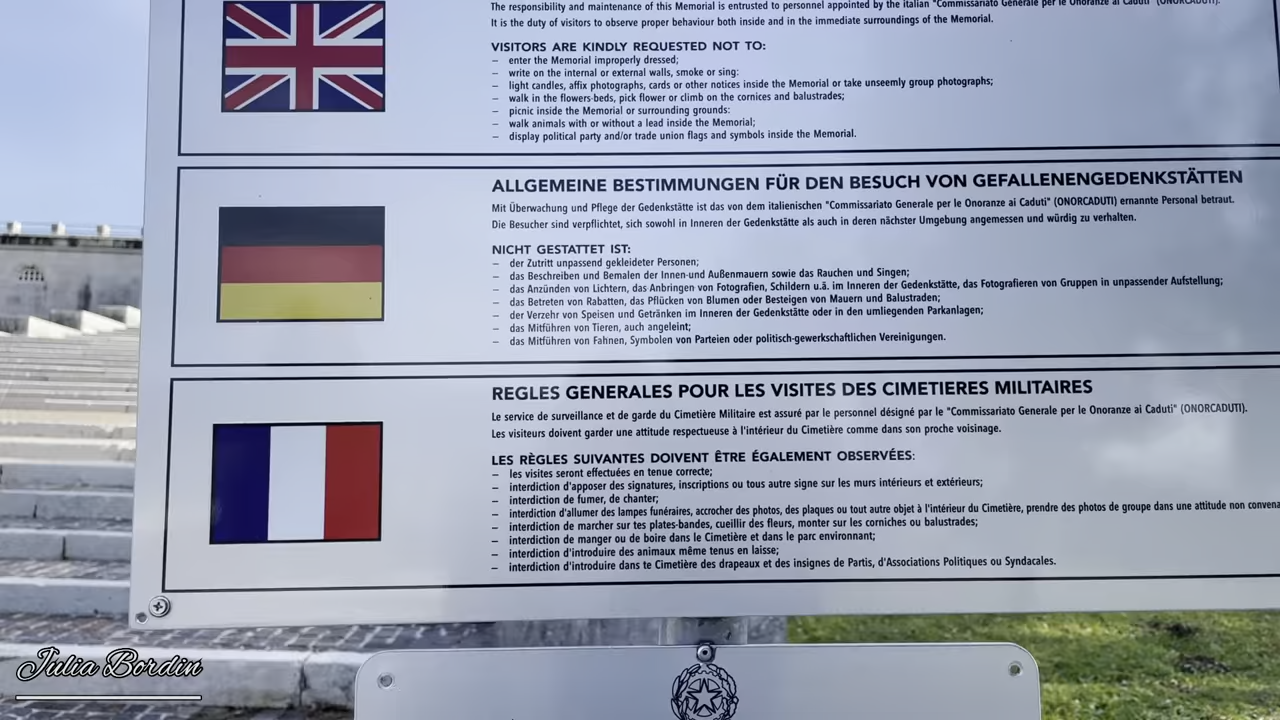 The responsibility and maintenance of this Memorial is entrusted to personnel appointed by the italian "Commissariato Generale per le Onoranze ai Caduti" (ONORCADUTI).
It is the duty of visitors to observe proper behaviour both inside and in the immediate surroundings of the Memorial.
VISITORS ARE KINDLY REQUESTED NOT TO:
– enter the Memorial improperly dressed;
– write on the internal or external walls, smoke or sing:
– light candles, affix photographs, cards or other notices inside the Memorial or take unseemly group photographs;
– walk in the flowers-beds, pick flower or climb on the cornices and balustrades;
– picnic inside the Memorial or surrounding grounds:
– walk animals with or without a lead inside the Memorial;
– display political party and/or trade union flags and symbols inside the Memorial.
ALLGEMEINE BESTIMMUNGEN FÜR DEN BESUCH VON GEFALLENENGEDENKSTÄTTEN
Mit Überwachung und Pflege der Gedenkstätte ist das von dem italienischen "Commissariato Generale per le Onoranze ai Caduti" (ONORCADUTI) ernannte Personal betraut.
Die Besucher sind verpflichtet, sich sowohl in Inneren der Gedenkstätte als auch in deren nächster Umgebung angemessen und würdig zu verhalten.
NICHT GESTATTET IST:
– der Zutritt unpassend gekleideter Personen;
– das Beschreiben und Bemalen der Innen-und Außenmauern sowie das Rauchen und Singen;
– das Anzünden von Lichtern, das Anbringen von Fotografien, Schildern u.ä. im Inneren der Gedenkstätte, das Fotografieren von Gruppen in unpassender Aufstellung;
– das Betreten von Rabatten, das Pflücken von Blumen oder Besteigen von Mauern und Balustraden;
– der Verzehr von Speisen und Getränken im Inneren der Gedenkstätte oder in den umliegenden Parkanlagen;
– das Mitführen von Tieren, auch angeleint;
– das Mitführen von Fahnen, Symbolen von Parteien oder politisch-gewerkschaftlichen Vereinigungen.
REGLES GENERALES POUR LES VISITES DES CIMETIERES MILITAIRES
Le service de surveillance et de garde du Cimetière Militaire est assuré par le personnel désigné par le "Commissariato Generale per le Onoranze ai Caduti" (ONORCADUTI).
Les visiteurs doivent garder une attitude respectueuse à l'intérieur du Cimetière comme dans son proche voisinage.
LES RÈGLES SUIVANTES DOIVENT ÊTRE ÉGALEMENT OBSERVÉES:
– les visites seront effectuées en tenue correcte;
– interdiction d'apposer des signatures, inscriptions ou tous autre signe sur les murs intérieurs et extérieurs;
– interdiction de fumer, de chanter;
– interdiction d'allumer des lampes funéraires, accrocher des photos, des plaques ou tout autre objet à l'intérieur du Cimetière, prendre des photos de groupe dans une attitude non convena
– interdiction de marcher sur tes plates-bandes, cueillir des fleurs, monter sur les corniches ou balustrades;
– interdiction de manger ou de boire dans le Cimetière et dans le parc environnant;
– interdiction d'introduire des animaux même tenus en laisse;
– interdiction d'introduire dans te Cimetière des drapeaux et des insignes de Partis, d'Associations Politiques ou Syndacales.
Julia Bordin